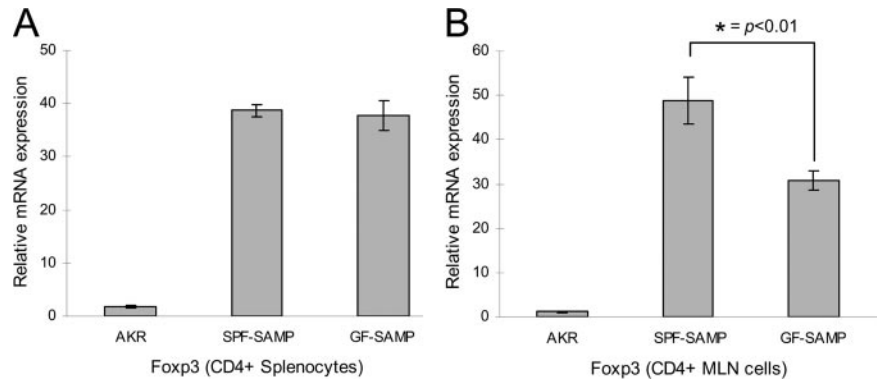 A
Relative mRNA expression
50
40
30
20
10
0
AKR SPF-SAMP GF-SAMP
Foxp3 (CD4+ Splenocytes)
B
* = p<0.01
Relative mRNA expression
60
50
40
30
20
10
0
AKR SPF-SAMP GF-SAMP
Foxp3 (CD4+ MLN cells)